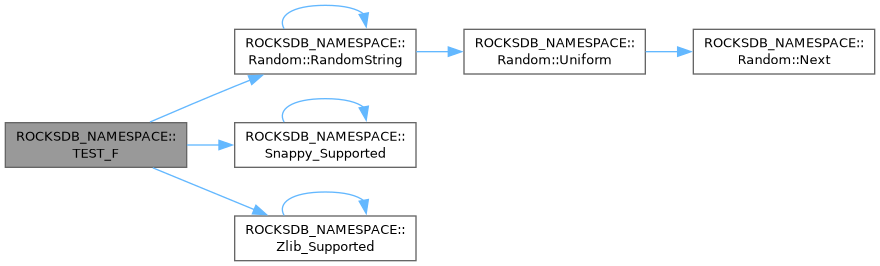 ROCKSDB_NAMESPACE::
TEST_F
ROCKSDB_NAMESPACE::
Random::RandomString
ROCKSDB_NAMESPACE::
Random::Uniform
ROCKSDB_NAMESPACE::
Random::Next
ROCKSDB_NAMESPACE::
Snappy_Supported
ROCKSDB_NAMESPACE::
Zlib_Supported